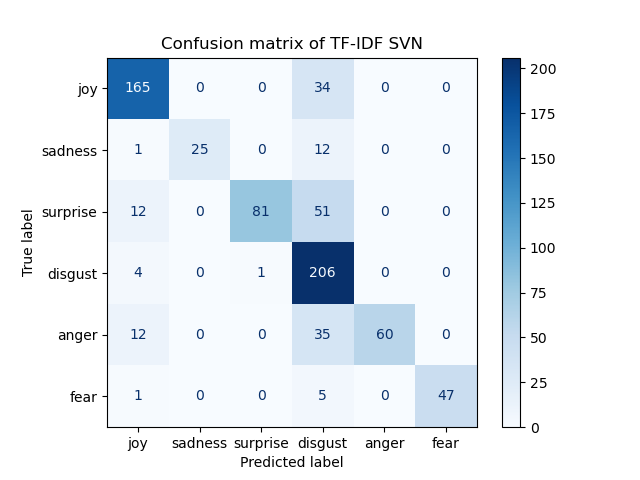 Confusion matrix of TF-IDF SVN
joy 165 0 0 34 0 0
sadness 1 25 0 12 0 0
surprise 12 0 81 51 0 0
disgust 4 0 1 206 0 0
anger 12 0 0 35 60 0
fear 1 0 0 5 0 47
joy sadness surprise disgust anger fear
Predicted label
True label
200
175
150
125
100
75
50
25
0